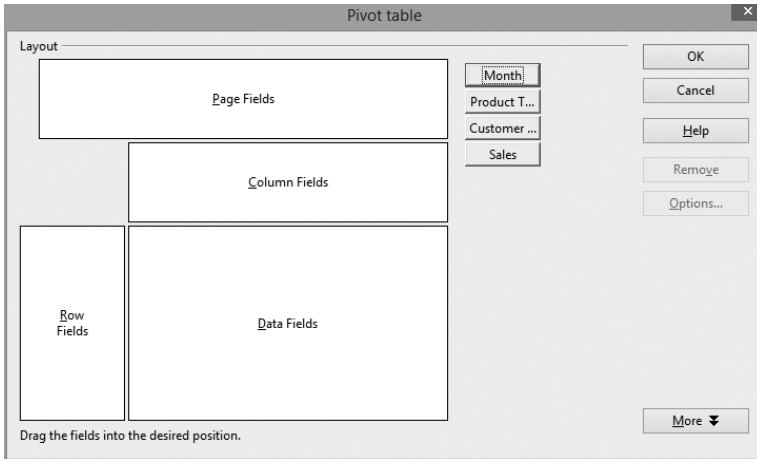 Pivot table
Layout
Page Fields
Column Fields
Row
Fields
Data Fields
Month
Product T...
Customer ...
Sales
OK
Cancel
Help
Remove
Options...
More
Drag the fields into the desired position.